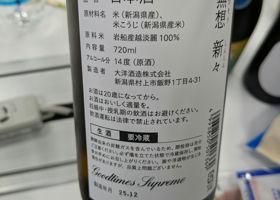 日本酒
無想 新々
原材料名 米(新潟県産)、
米こうじ(新潟県産米)
原料米 岩船産越淡麗100%
内容量 720ml
アルコール分 14度(原酒)
製造者 大洋酒造株式会社
新潟県村上市飯野1丁目4-31
お酒は20歳になってから。
お酒はおいしく適量を。
妊娠中・授乳期の飲酒はお控えください。
飲酒運転は法律で禁止されています。
生酒 要冷蔵
Goodtimes Supreme
製造年月 25.12